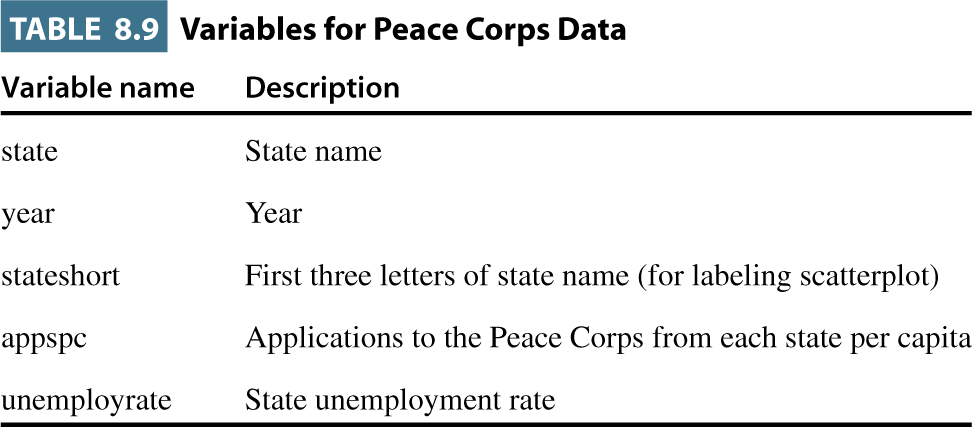 TABLE 8.9 Variables for Peace Corps Data
Variable name Description
state State name
year Year
stateshort First three letters of state name (for labeling scatterplot)
appspc Applications to the Peace Corps from each state per capita
unemployrate State unemployment rate